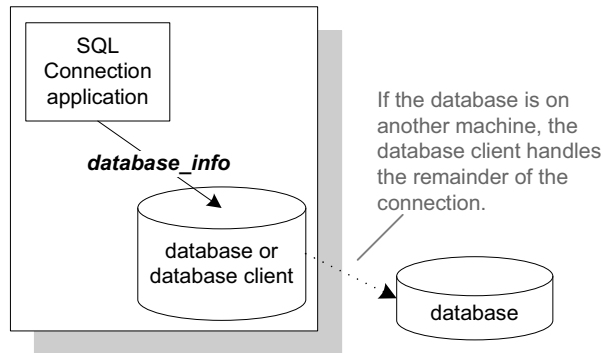 SQL
Connection
application
database_info
database or
database client
If the database is on
another machine, the
database client handles
the remainder of the
connection.
database